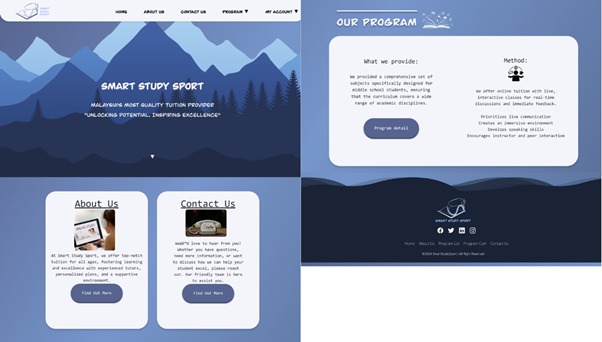 SMART
STUDY
SPORT
HOME ABOUT US CONTACT US PROGRAM ▼ MY ACCOUNT ▼
SMART STUDY SPORT
MALAYSIA'S MOST QUALITY TUITION PROVIDER
"UNLOCKING POTENTIAL, INSPIRING EXCELLENCE"
▼
About Us
At Smart Study Sport, we offer top-notch
tuition for all ages, fostering learning
and excellence with experienced tutors,
personalized plans, and a supportive
environment.
Find Out More
Contact Us
love to hear from you!
Whether you have questions,
need more information, or want
to discuss how we can help your
student excel, please reach
out. Our friendly team is here
to assist you.
Find Out More
OUR PROGRAM
What we provide:
We provided a comprehensive set of
subjects specifically designed for
middle school students, ensuring
that the curriculum covers a wide
range of academic disciplines.
Program detail
Method:
We offer online tuition with live,
interactive classes for real-time
discussions and immediate feedback.
Prioritizes live communication
Creates an immersive environment
Develops speaking skills
Encourages instructor and peer interaction
SMART STUDY SPORT
Home About Us Program List Program Cart Contact Us
©2024 Smart Study Sport | All Right Reserved